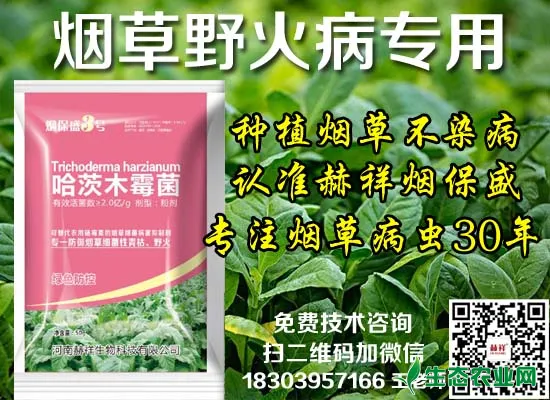 烟草野火病专用
烟保盛3号
Trichoderma harzianum
哈茨木霉菌
有效活菌数≥2.0亿/g 剂型:粉剂
专一防御烟草细菌性青枯、野火
绿色防控
河南赫祥生物科技有限公司
种植烟草不染病
认准赫祥烟保盛
专注烟草病虫30年
免费技术咨询
扫二维码加微信
18303957166
赫祥
生态农业网